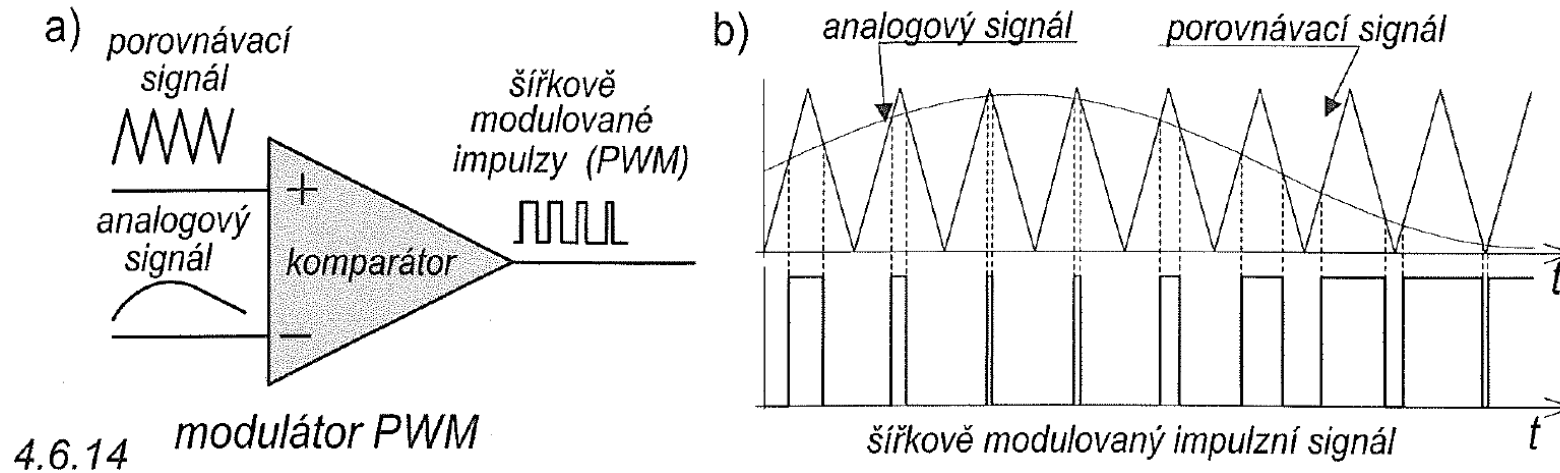 a)
porovnávací
signál
+
analogový
signál
–
komparátor
šířkově
modulované
impulzy (PWM)
4.6.14
modulátor PWM
b)
analogový signál
porovnávací signál
t
t
šířkově modulovaný impulzní signál